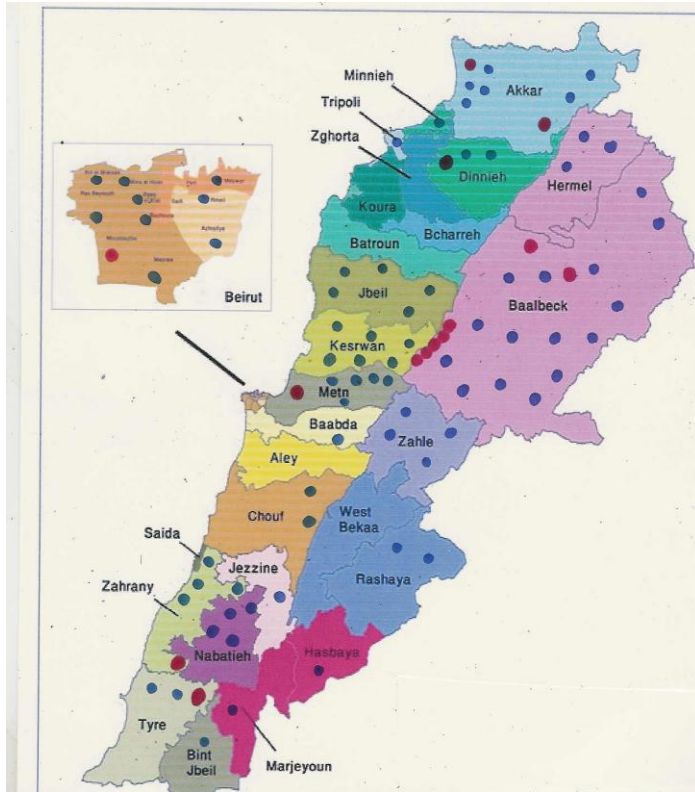 Minnieh
Akkar
Tripoli
Zghorta
Dinnieh
Hermel
Koura
Bcharreh
Batroun
Jbeil
Baalbeck
Beirut
Kesrwan
Metn
Baabda
Zahle
Aley
Chouf
West
Bekaa
Saida
Jezzine
Rashaya
Zahrany
Nabatieh
Hasbaya
Tyre
Bint
Jbeil
Marjeyoun